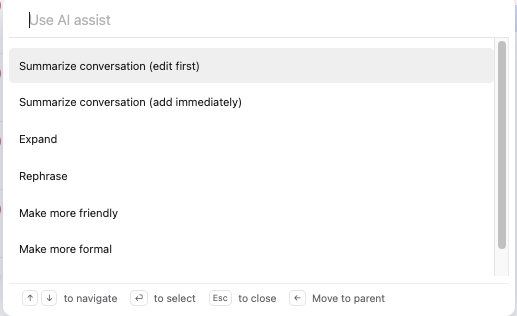 Use AI assist
Summarize conversation (edit first)
Summarize conversation (add immediately)
Expand
Rephrase
Make more friendly
Make more formal
↑ ↓ to navigate ↵ to select Esc to close ← Move to parent